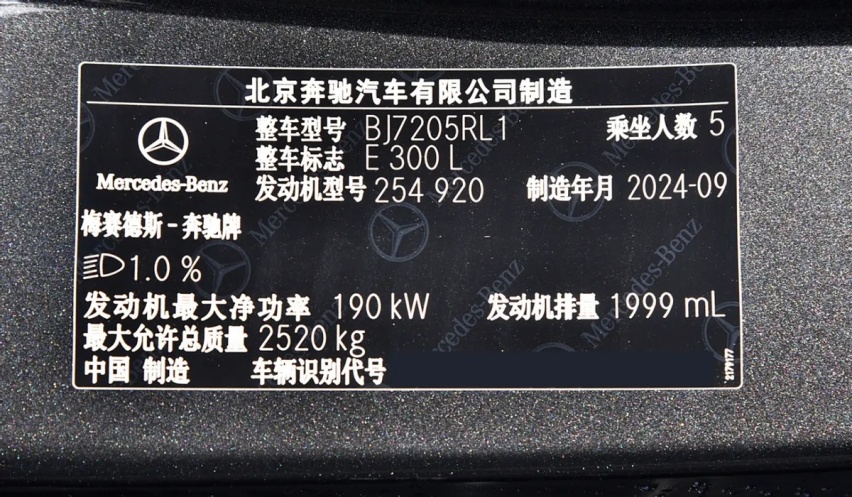 北京奔驰汽车有限公司制造
整车型号 BJ7205RL1 乘坐人数 5
整车标志 E 300 L
Mercedes-Benz
发动机型号 254 920 制造年月 2024-09
梅赛德斯-奔驰牌
1.0 %
发动机最大净功率 190 kW 发动机排量 1999 mL
最大允许总质量 2520 kg
中国 制造 车辆识别代号
2179177